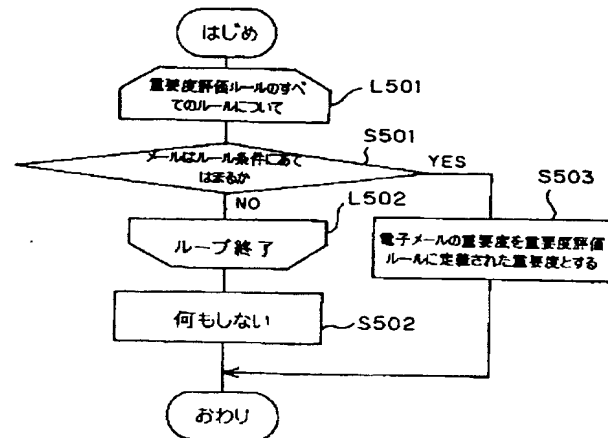 はじめ
重要度評価ルールのすべ
てのルールについて
L501
メールはルール条件にあて
はまるか
S501
YES
NO
L502
ループ終了
S503
電子メールの重要度を重要度評価
ルールに定義された重要度とする
何もしない
S502
おわり